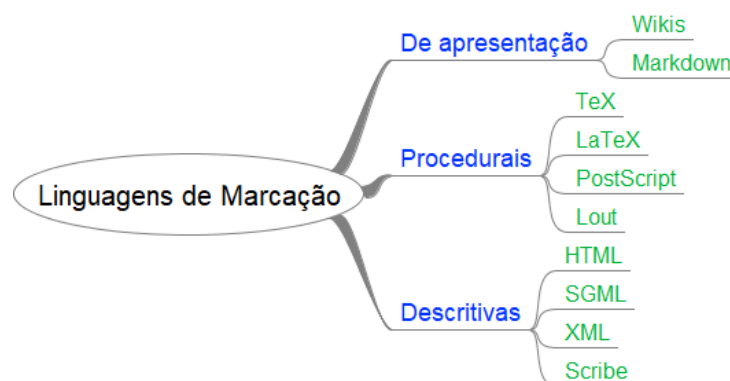 Linguagens de Marcação
De apresentação
Wikis
Markdown
Procedurais
TeX
LaTeX
PostScript
Lout
Descritivas
HTML
SGML
XML
Scribe